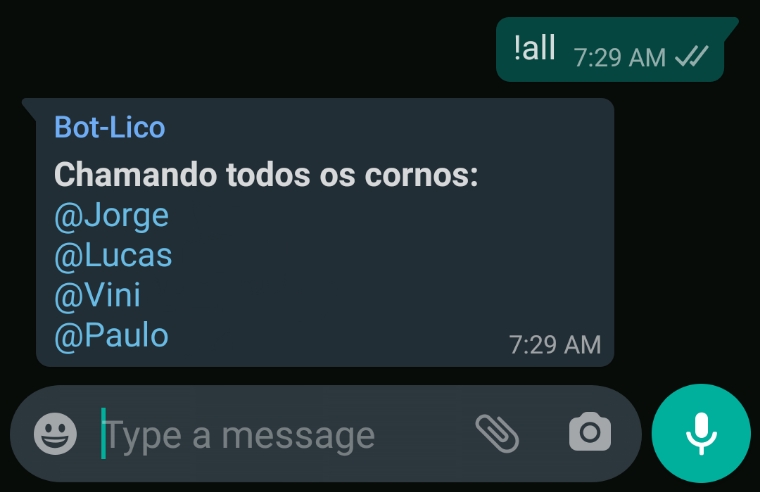 !all 7:29 AM
Bot-Lico
Chamando todos os cornos:
@Jorge
@Lucas
@Vini
@Paulo
7:29 AM
Type a message